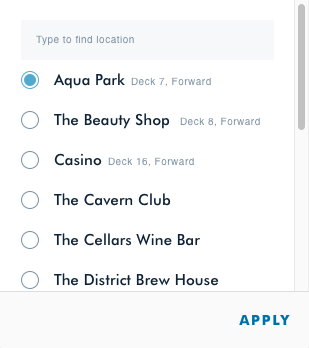 Type to find location
Aqua Park Deck 7, Forward
The Beauty Shop Deck 8, Forward
Casino Deck 16, Forward
The Cavern Club
The Cellars Wine Bar
The District Brew House
APPLY